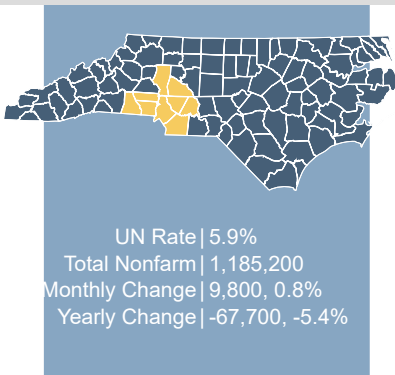 UN Rate| 5.9%
Total Nonfarm| 1,185,200
Monthly Change| 9,800, 0.8%
Yearly Change| -67,700, -5.4%